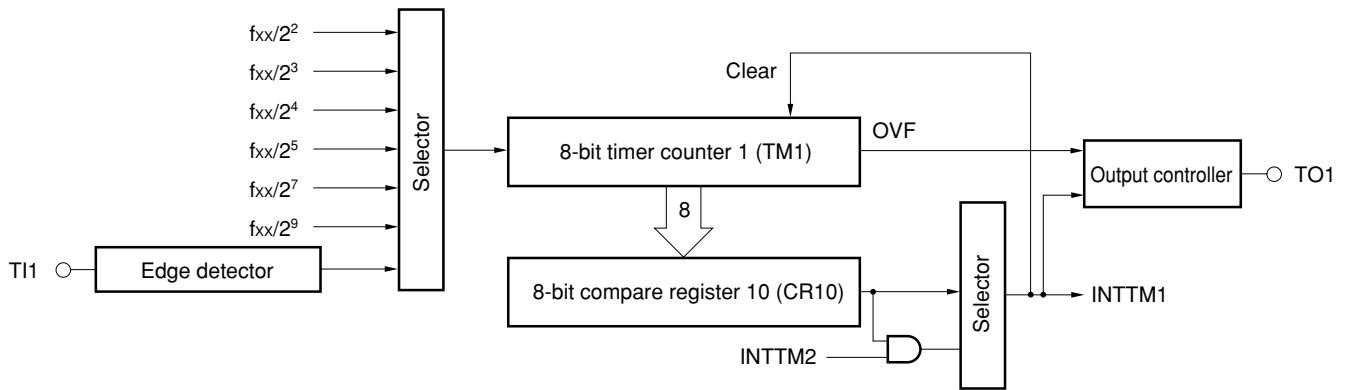 fxx/2²
fxx/2³
fxx/2⁴
fxx/2⁵
fxx/2⁷
fxx/2⁹
TI1
Edge detector
Selector
Clear
8-bit timer counter 1 (TM1)
OVF
8
8-bit compare register 10 (CR10)
INTTM2
Selector
Output controller
TO1
INTTM1